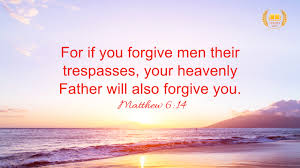 For if you forgive men their
trespasses, your heavenly
Father will also forgive you.
Matthew 6:14